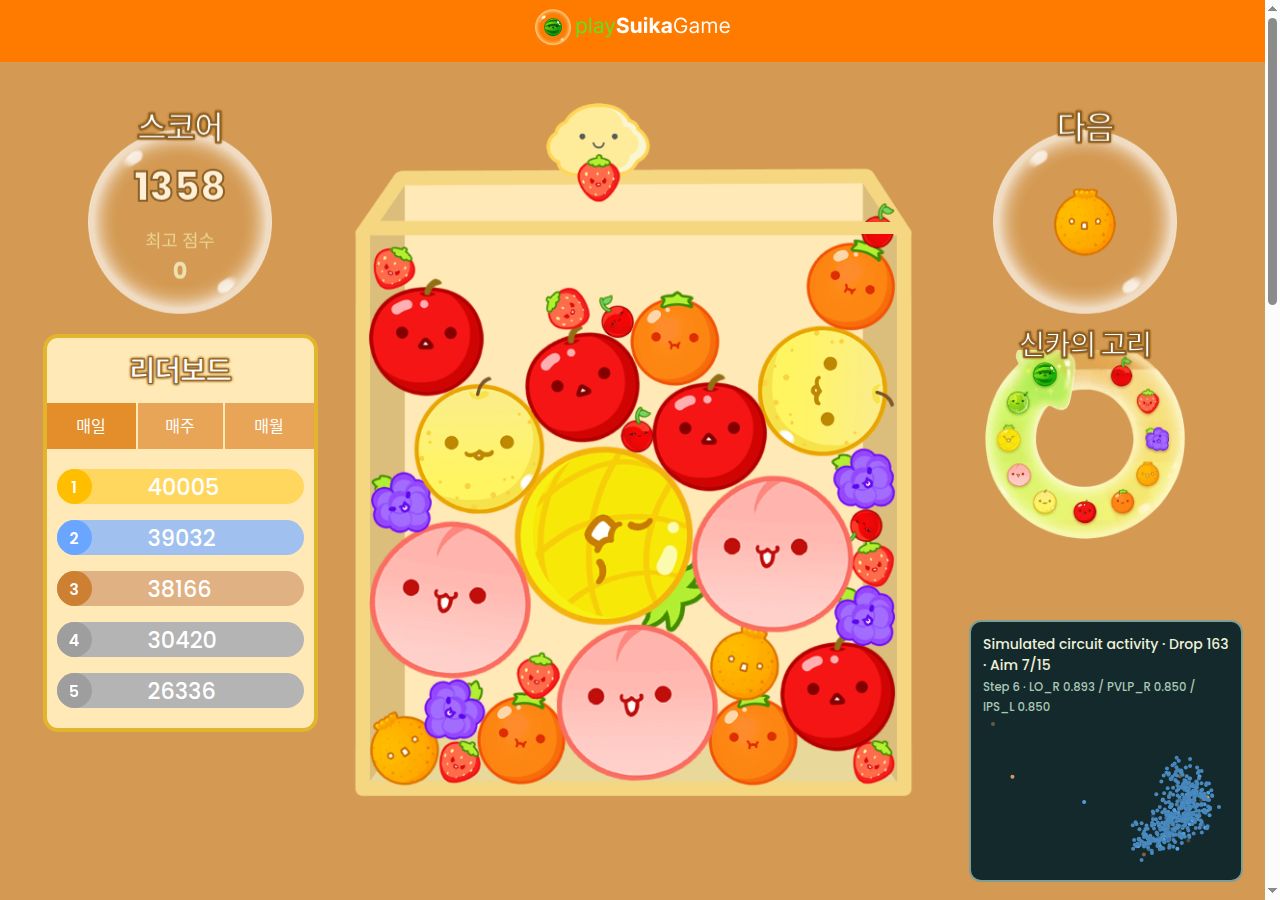 playSuikaGame
스코어
1358
최고 점수
0
다음
신카의 고리
리더보드
매일
매주
매월
1 40005
2 39032
3 38166
4 30420
5 26336
Simulated circuit activity · Drop 163
· Aim 7/15
Step 6 · LO_R 0.893 / PVLP_R 0.850 /
IPS_L 0.850